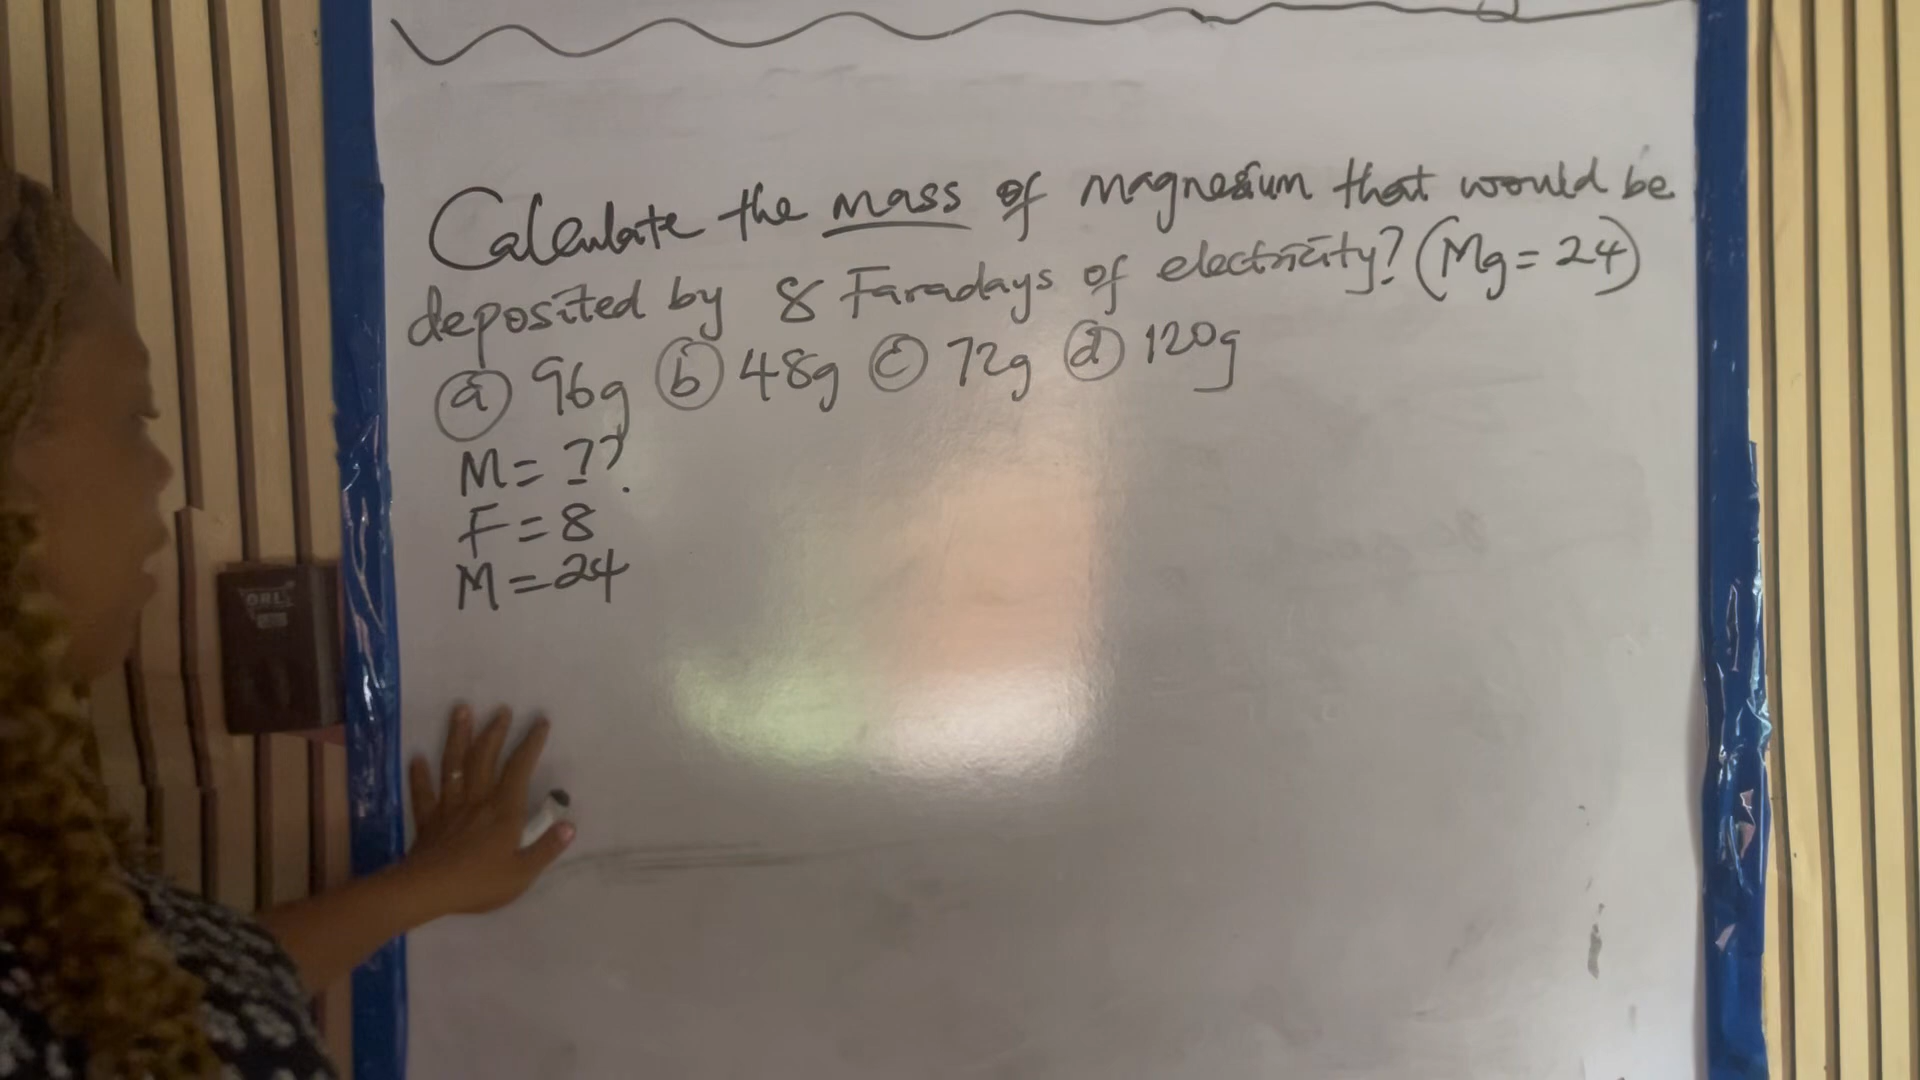 Calculate the mass of magnesium that would be
deposited by 8 Faradays of electricity? (Mg = 24)
ⓐ 96g ⓑ 48g ⓒ 72g ⓓ 120g
M = ??
F = 8
M = 24